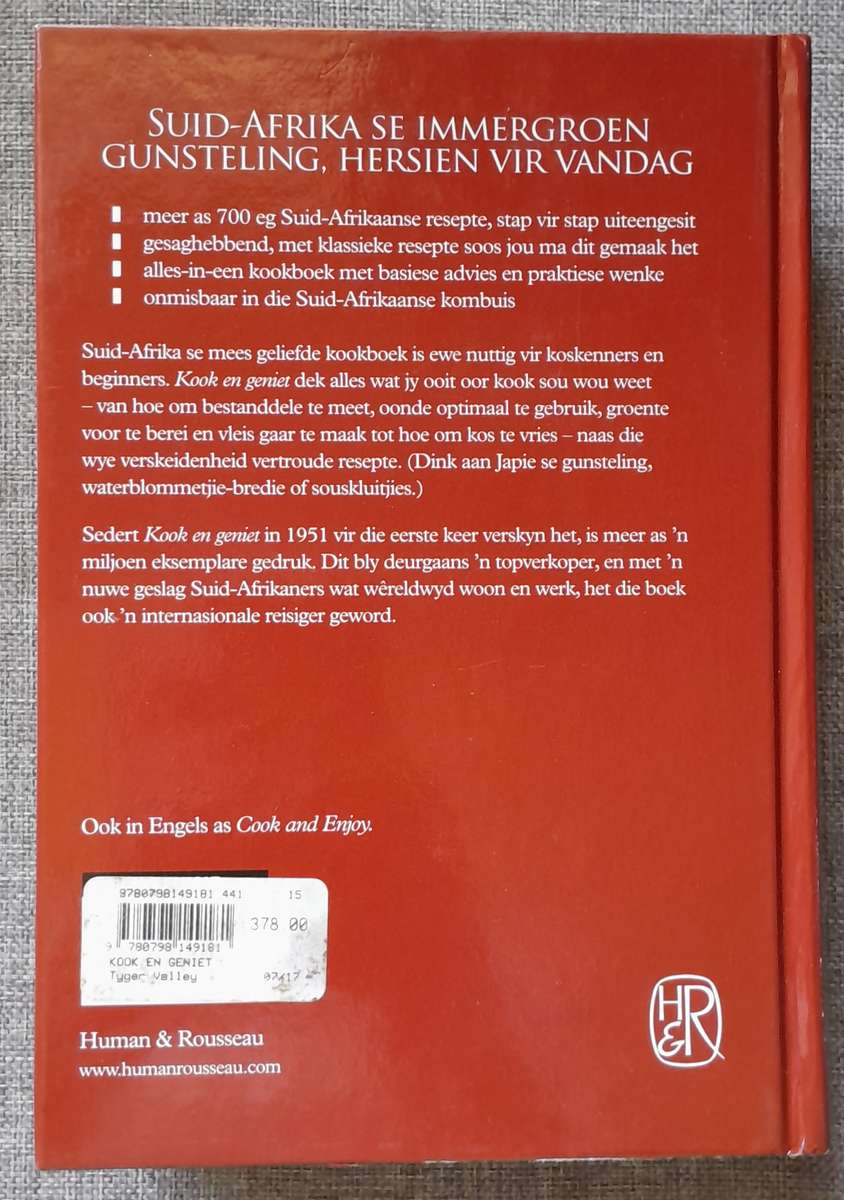 SUID-AFRIKA SE IMMERGROEN
GUNSTELING, HERSIEN VIR VANDAG
meer as 700 eg Suid-Afrikaanse resepte, stap vir stap uiteengesit
gesaghebbend, met klassieke resepte soos jou ma dit gemaak het
alles-in-een kookboek met basiese advies en praktiese wenke
onmisbaar in die Suid-Afrikaanse kombuis
Suid-Afrika se mees geliefde kookboek is ewe nuttig vir koskenners en
beginners. Kook en geniet dek alles wat jy ooit oor kook sou wou weet
– van hoe om bestanddele te meet, oonde optimaal te gebruik, groente
voor te berei en vleis gaar te maak tot hoe om kos te vries – naas die
wye verskeidenheid vertroude resepte. (Dink aan Japie se gunsteling,
waterblommetjie-bredie of souskluitjies.)
Sedert Kook en geniet in 1951 vir die eerste keer verskyn het, is meer as 'n
miljoen eksemplare gedruk. Dit bly deurgaans 'n topverkoper, en met 'n
nuwe geslag Suid-Afrikaners wat wêreldwyd woon en werk, het die boek
ook 'n internasionale reisiger geword.
Ook in Engels as Cook and Enjoy.
9780798149181 441 15
378.00
9 780798 149181
KOOK EN GENIET
Tyger Valley 07/17
Human & Rousseau
www.humanrousseau.com
H&R